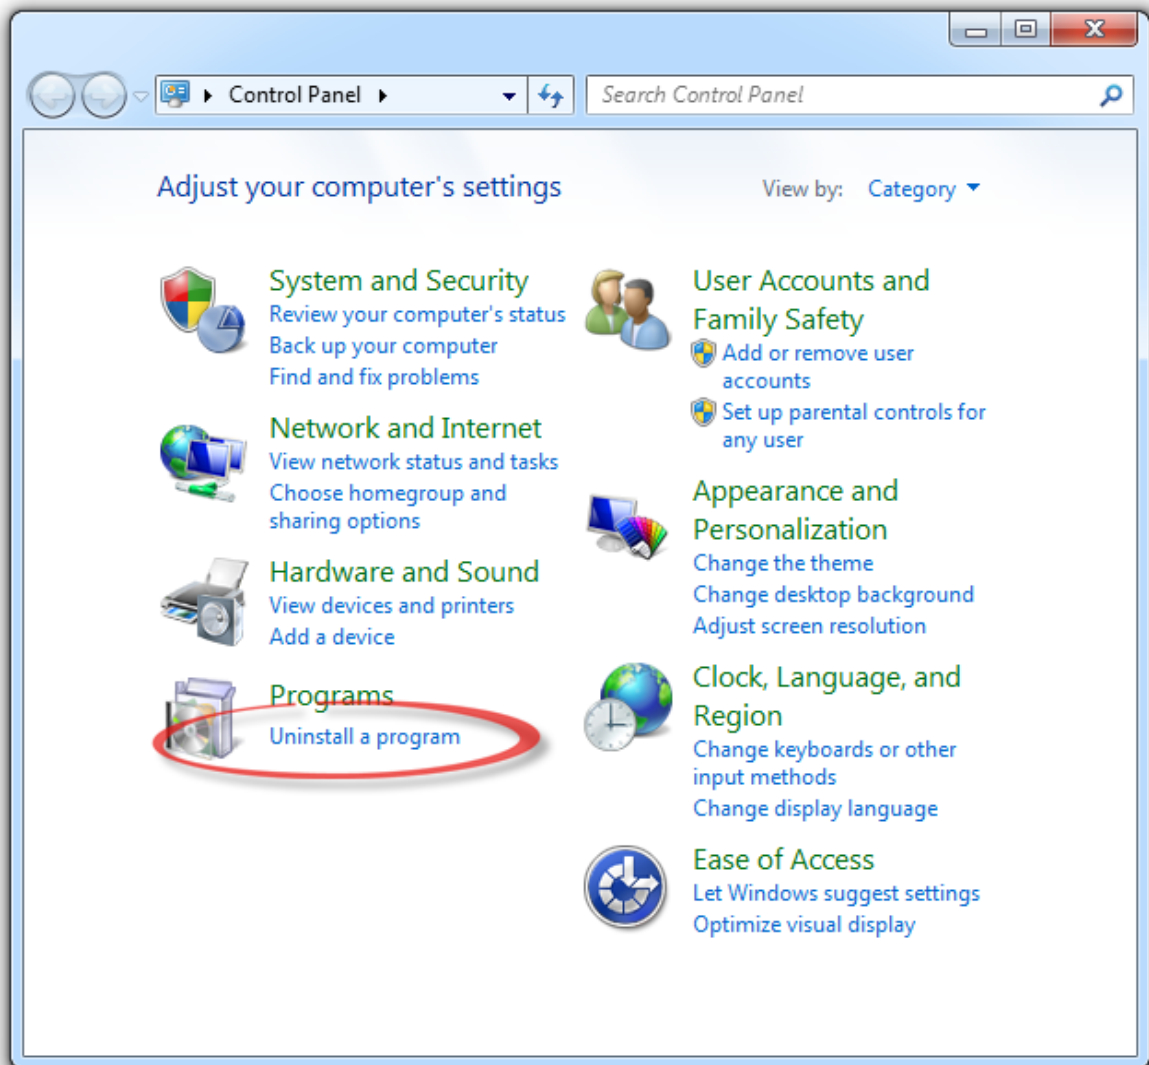 Control Panel
Search Control Panel
Adjust your computer's settings
View by: Category
System and Security
Review your computer's status
Back up your computer
Find and fix problems
Network and Internet
View network status and tasks
Choose homegroup and
sharing options
Hardware and Sound
View devices and printers
Add a device
Programs
Uninstall a program
User Accounts and
Family Safety
Add or remove user
accounts
Set up parental controls for
any user
Appearance and
Personalization
Change the theme
Change desktop background
Adjust screen resolution
Clock, Language, and
Region
Change keyboards or other
input methods
Change display language
Ease of Access
Let Windows suggest settings
Optimize visual display